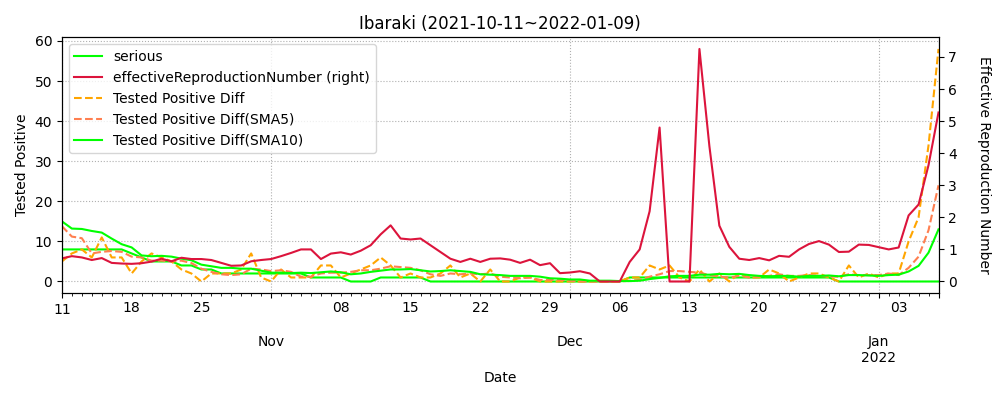 Ibaraki (2021-10-11~2022-01-09)
serious
effectiveReproductionNumber (right)
Tested Positive Diff
Tested Positive Diff(SMA5)
Tested Positive Diff(SMA10)
Tested Positive
60
50
40
30
20
10
0
Effective Reproduction Number
7
6
5
4
3
2
1
0
11 18 25 08 15 22 29 06 13 20 27 03
Nov Dec Jan
2022
Date